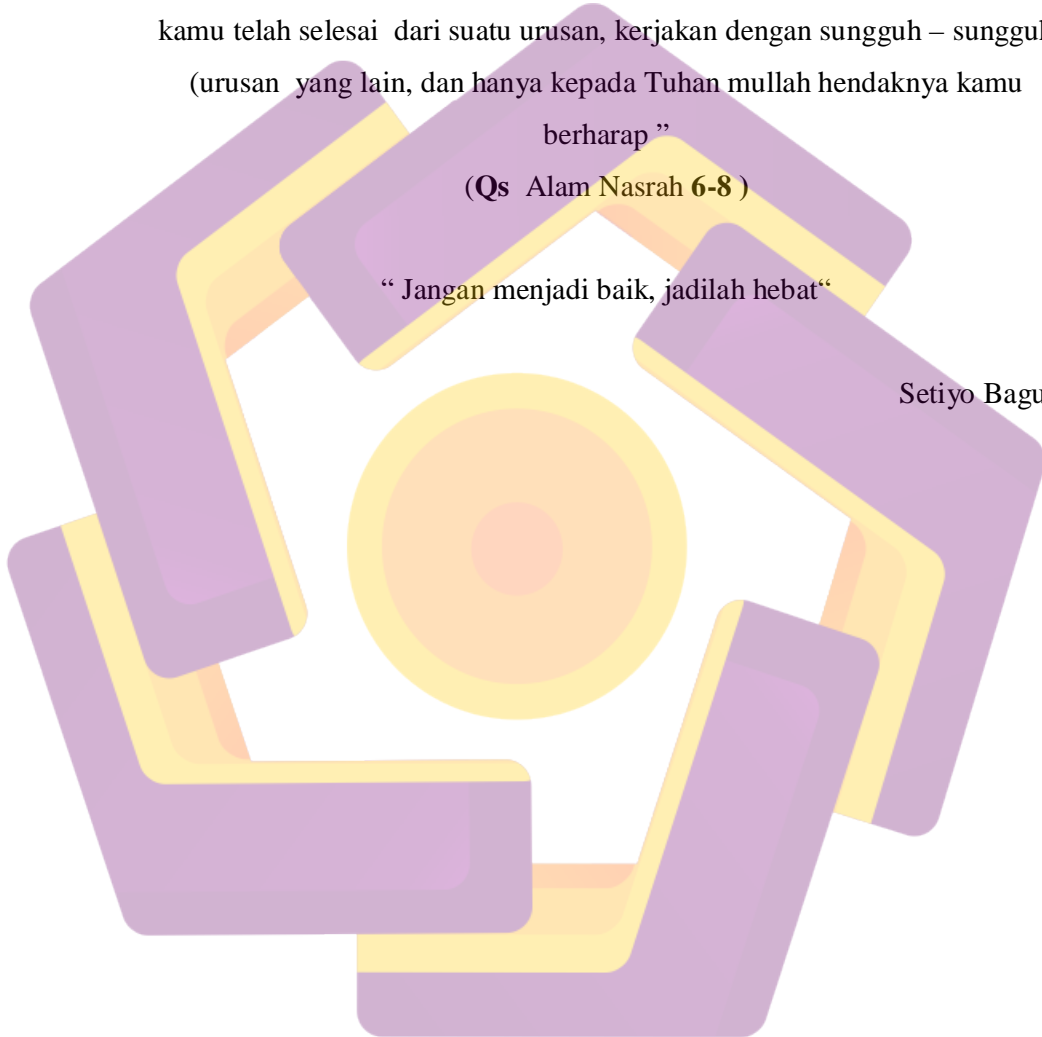 kamu telah selesai dari suatu urusan, kerjakan dengan sungguh – sungguh
(urusan yang lain, dan hanya kepada Tuhan mullah hendaknya kamu
berharap ”
(Qs Alam Nasrah 6-8 )
“ Jangan menjadi baik, jadilah hebat“
Setiyo Bagu